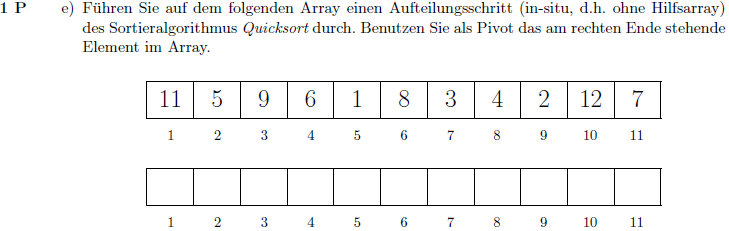 1 P e) Führen Sie auf dem folgenden Array einen Aufteilungsschritt (in-situ, d.h. ohne Hilfsarray)
des Sortieralgorithmus Quicksort durch. Benutzen Sie als Pivot das am rechten Ende stehende
Element im Array.
11 5 9 6 1 8 3 4 2 12 7
1 2 3 4 5 6 7 8 9 10 11
1 2 3 4 5 6 7 8 9 10 11